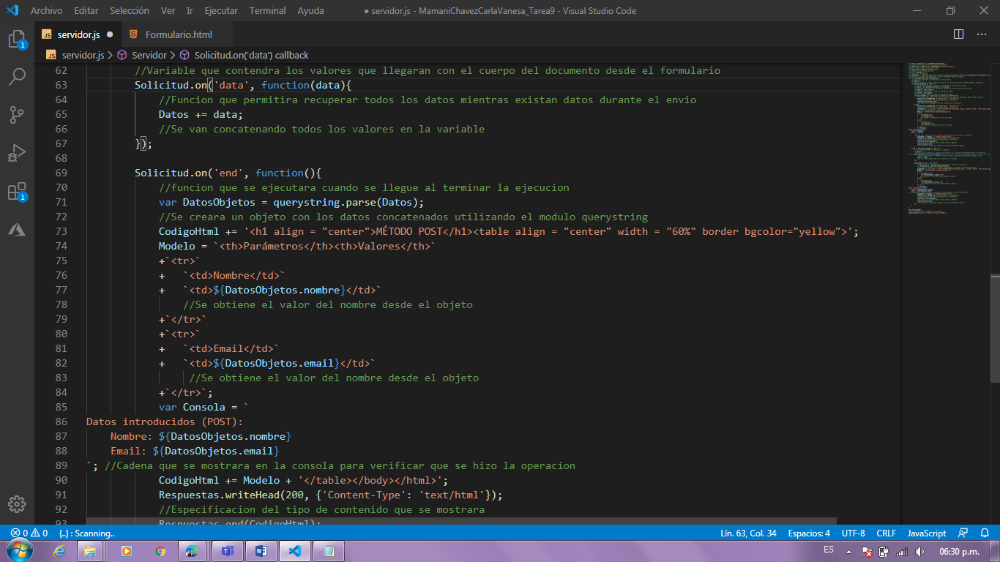 Archivo Editar Selección Ver Ir Ejecutar Terminal Ayuda
● servidor.js - MamaniChavezCarlaVanesa_Tarea9 - Visual Studio Code
JS servidor.js ● Formulario.html
JS servidor.js > Servidor > Solicitud.on('data') callback
62 //Variable que contendra los valores que llegaran con el cuerpo del documento desde el formulario
63 Solicitud.on('data', function(data){
64 //Funcion que permitira recuperar todos los datos mientras existan datos durante el envio
65 Datos += data;
66 //Se van concatenando todos los valores en la variable
67 });
68
69 Solicitud.on('end', function(){
70 //funcion que se ejecutara cuando se llegue al terminar la ejecucion
71 var DatosObjetos = querystring.parse(Datos);
72 //Se creara un objeto con los datos concatenados utilizando el modulo querystring
73 CodigoHtml += '<h1 align = "center">MÉTODO POST</h1><table align = "center" width = "60%" border bgcolor="yellow">';
74 Modelo = `<th>Parámetros</th><th>Valores</th>`
75 +`<tr>`
76 + `<td>Nombre</td>`
77 + `<td>${DatosObjetos.nombre}</td>`
78 //Se obtiene el valor del nombre desde el objeto
79 +`</tr>`
80 +`<tr>`
81 + `<td>Email</td>`
82 + `<td>${DatosObjetos.email}</td>`
83 //Se obtiene el valor del nombre desde el objeto
84 +`</tr>`;
85 var Consola = `
86 Datos introducidos (POST):
87 Nombre: ${DatosObjetos.nombre}
88 Email: ${DatosObjetos.email}
89 `; //Cadena que se mostrara en la consola para verificar que se hizo la operacion
90 CodigoHtml += Modelo + '</table></body></html>';
91 Respuestas.writeHead(200, {'Content-Type': 'text/html'});
92 //Especificacion del tipo de contenido que se mostrara
93 Respuestas.end(CodigoHtml);
1
1
0 0 {..} : Scanning.. Lín. 63, Col. 34 Espacios: 4 UTF-8 CRLF JavaScript
ES 06:30 p.m.